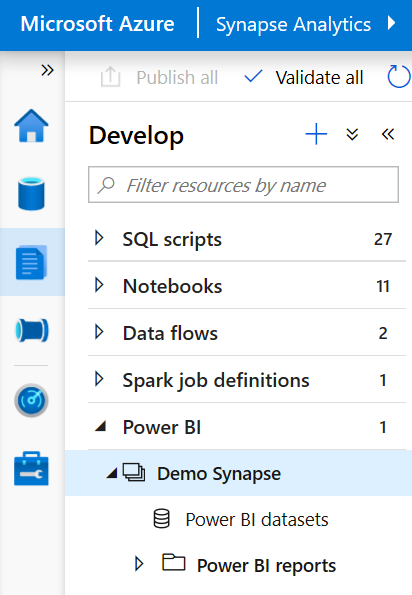 Microsoft Azure Synapse Analytics
Publish all Validate all
Develop
Filter resources by name
SQL scripts 27
Notebooks 11
Data flows 2
Spark job definitions 1
Power BI 1
Demo Synapse
Power BI datasets
Power BI reports